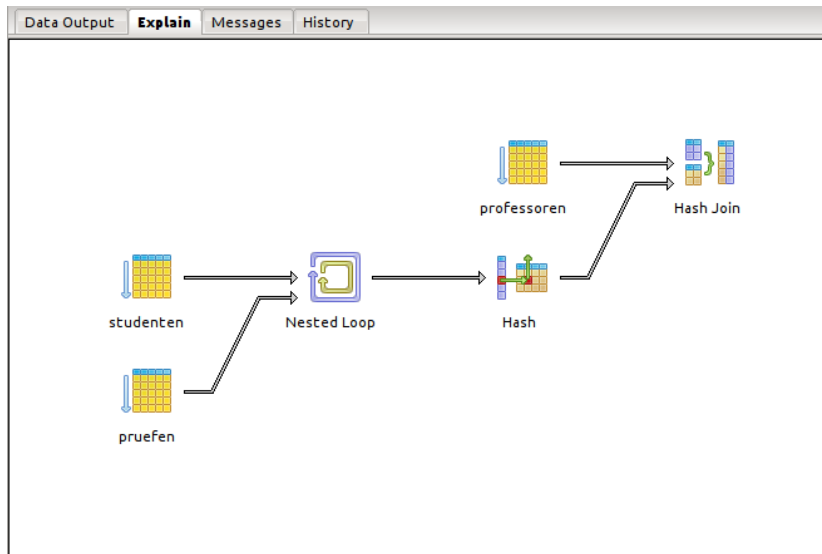 Data Output Explain Messages History
professoren
Hash Join
studenten
Nested Loop
Hash
pruefen